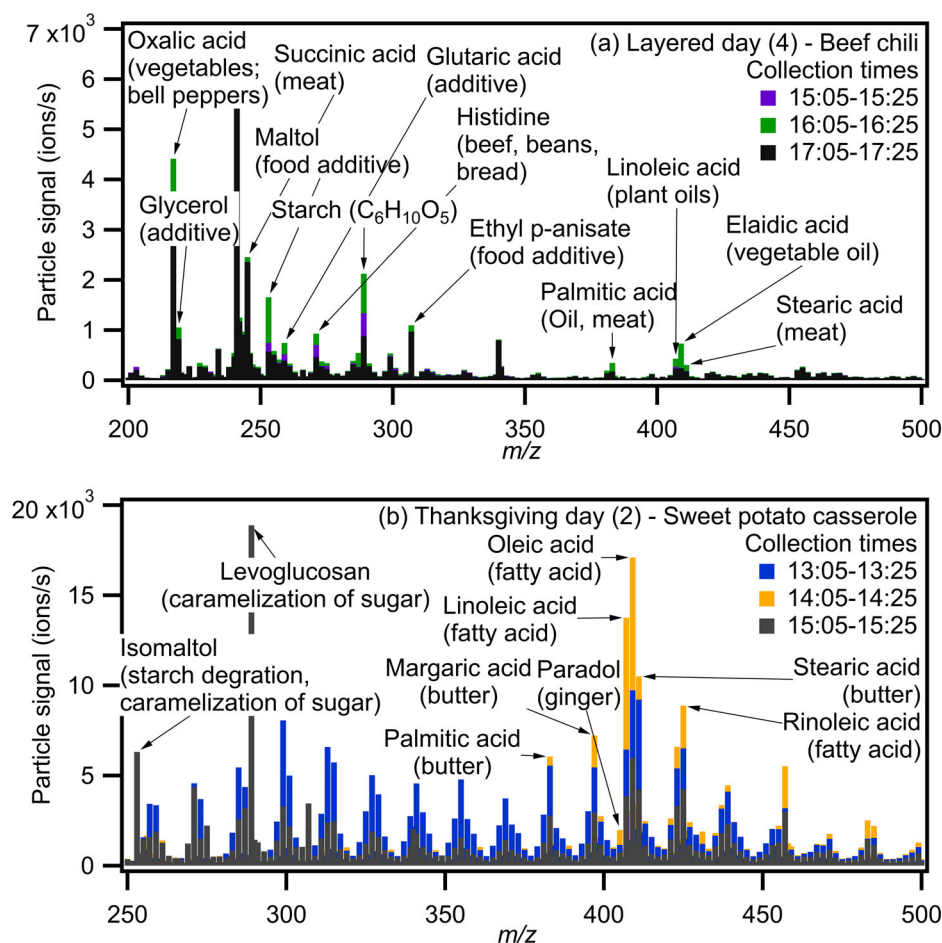 7 x10³
(a) Layered day (4) - Beef chili
Collection times
15:05-15:25
16:05-16:25
17:05-17:25
Oxalic acid
(vegetables;
bell peppers)
Succinic acid
(meat)
Glutaric acid
(additive)
Maltol
(food additive)
Histidine
(beef, beans,
bread)
Glycerol
(additive)
Starch (C₆H₁₀O₅)
Ethyl p-anisate
(food additive)
Linoleic acid
(plant oils)
Elaidic acid
(vegetable oil)
Palmitic acid
(Oil, meat)
Stearic acid
(meat)
Particle signal (ions/s)
6
5
4
3
2
1
0
200 250 300 350 400 450 500
m/z
20 x10³
(b) Thanksgiving day (2) - Sweet potato casserole
Collection times
13:05-13:25
14:05-14:25
15:05-15:25
Oleic acid
(fatty acid)
Levoglucosan
(caramelization of sugar)
Linoleic acid
(fatty acid)
Isomaltol
(starch degration,
caramelization of sugar)
Margaric acid
(butter)
Paradol
(ginger)
Stearic acid
(butter)
Palmitic acid
(butter)
Rinoleic acid
(fatty acid)
Particle signal (ions/s)
15
10
5
0
250 300 350 400 450 500
m/z